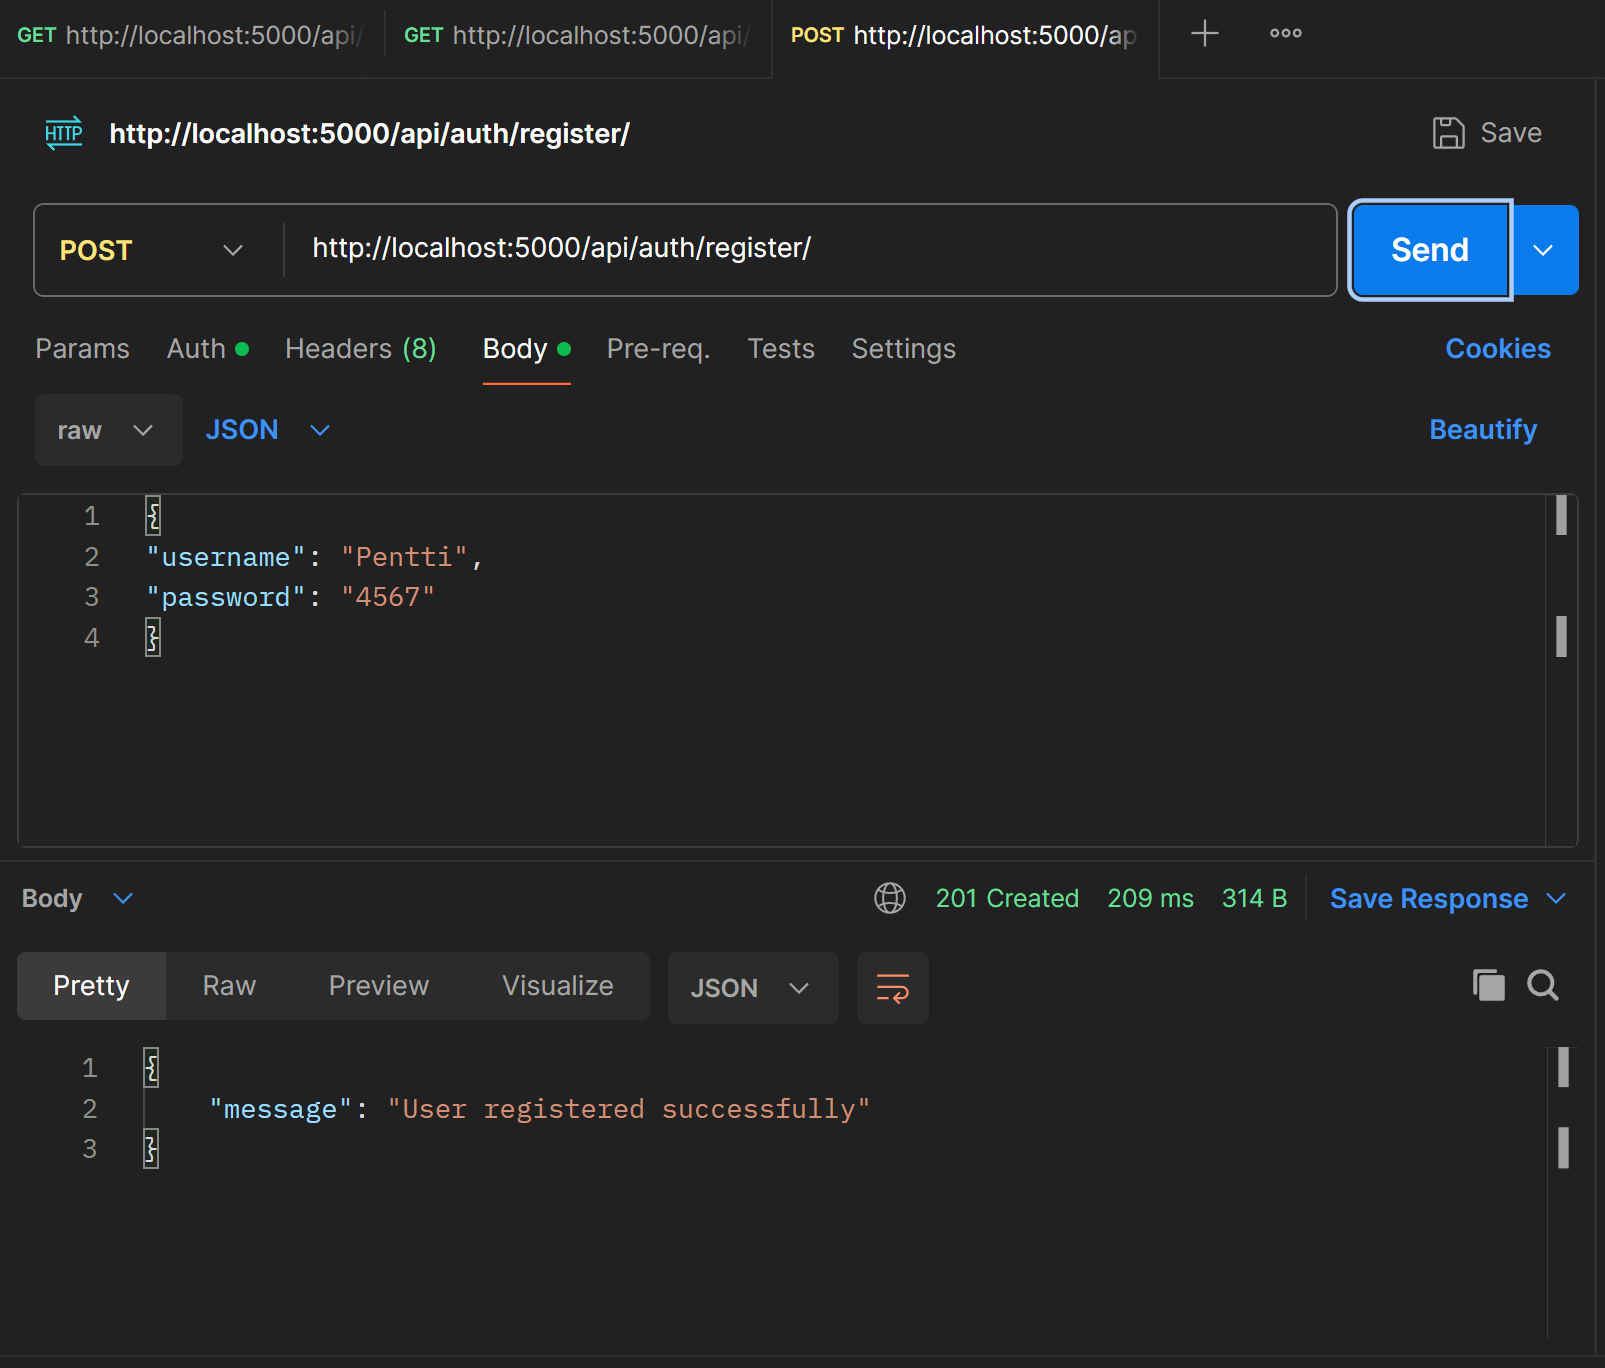 GET http://localhost:5000/api/ GET http://localhost:5000/api/ POST http://localhost:5000/ap
HTTP http://localhost:5000/api/auth/register/ Save
POST http://localhost:5000/api/auth/register/ Send
Params Auth Headers (8) Body Pre-req. Tests Settings Cookies
raw JSON Beautify
1 {
2 "username": "Pentti",
3 "password": "4567"
4 }
Body 201 Created 209 ms 314 B Save Response
Pretty Raw Preview Visualize JSON
1 {
2 "message": "User registered successfully"
3 }